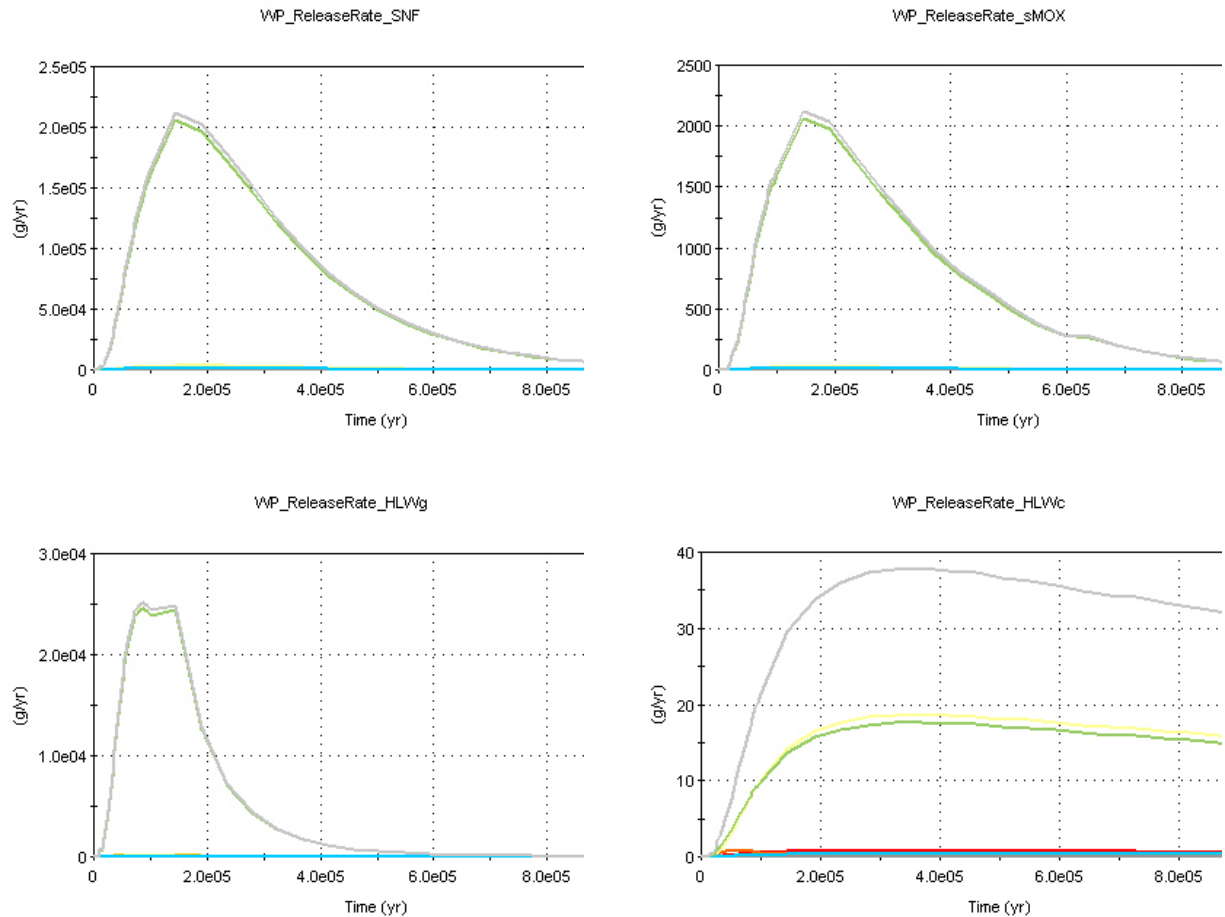 WP_ReleaseRate_SNF
2.5e05
2.0e05
1.5e05
1.0e05
5.0e04
0
(g/yr)
0 2.0e05 4.0e05 6.0e05 8.0e05
Time (yr)
WP_ReleaseRate_sMOX
2500
2000
1500
1000
500
0
(g/yr)
0 2.0e05 4.0e05 6.0e05 8.0e05
Time (yr)
WP_ReleaseRate_HLWg
3.0e04
2.0e04
1.0e04
0
(g/yr)
0 2.0e05 4.0e05 6.0e05 8.0e05
Time (yr)
WP_ReleaseRate_HLWc
40
30
20
10
0
(g/yr)
0 2.0e05 4.0e05 6.0e05 8.0e05
Time (yr)